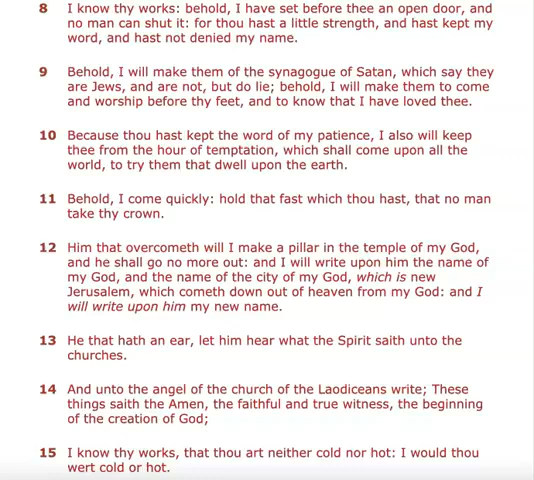 8 I know thy works: behold, I have set before thee an open door, and
no man can shut it: for thou hast a little strength, and hast kept my
word, and hast not denied my name.
9 Behold, I will make them of the synagogue of Satan, which say they
are Jews, and are not, but do lie; behold, I will make them to come
and worship before thy feet, and to know that I have loved thee.
10 Because thou hast kept the word of my patience, I also will keep
thee from the hour of temptation, which shall come upon all the
world, to try them that dwell upon the earth.
11 Behold, I come quickly: hold that fast which thou hast, that no man
take thy crown.
12 Him that overcometh will I make a pillar in the temple of my God,
and he shall go no more out: and I will write upon him the name of
my God, and the name of the city of my God, which is new
Jerusalem, which cometh down out of heaven from my God: and I
will write upon him my new name.
13 He that hath an ear, let him hear what the Spirit saith unto the
churches.
14 And unto the angel of the church of the Laodiceans write; These
things saith the Amen, the faithful and true witness, the beginning
of the creation of God;
15 I know thy works, that thou art neither cold nor hot: I would thou
wert cold or hot.